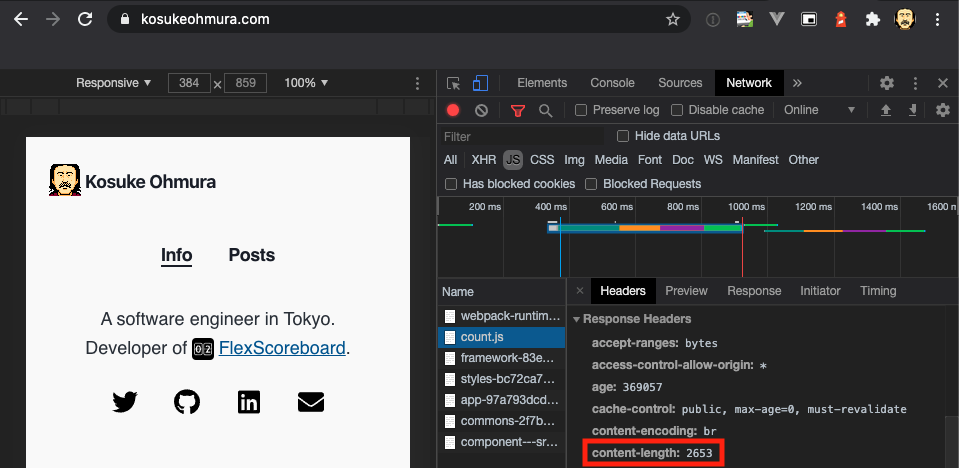 kosukeohmura.com
Responsive ▼ 384 x 859 100% ▼
Elements Console Sources Network »
Preserve log Disable cache Online ▼
Filter Hide data URLs
All XHR JS CSS Img Media Font Doc WS Manifest Other
Has blocked cookies Blocked Requests
200 ms 400 ms 600 ms 800 ms 1000 ms 1200 ms 1400 ms 1600 m
Kosuke Ohmura
Info Posts
A software engineer in Tokyo.
Developer of 02 FlexScoreboard.
Name
webpack-runtim...
count.js
framework-83e...
styles-bc72ca7...
app-97a793dcd...
commons-2f7b...
component---sr...
× Headers Preview Response Initiator Timing
▼ Response Headers
accept-ranges: bytes
access-control-allow-origin: *
age: 369057
cache-control: public, max-age=0, must-revalidate
content-encoding: br
content-length: 2653